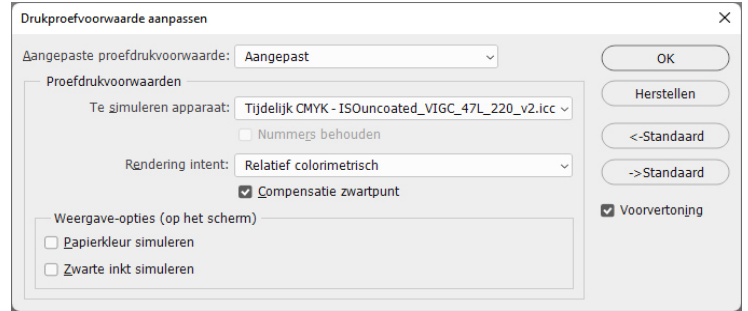 Drukproefvoorwaarde aanpassen
Aangepaste proefdrukvoorwaarde: Aangepast
OK
Proefdrukvoorwaarden
Herstellen
Te simuleren apparaat: Tijdelijk CMYK - ISOuncoated_VIGC_47L_220_v2.icc
Nummers behouden
<-Standaard
Rendering intent: Relatief colorimetrisch
->Standaard
Compensatie zwartpunt
Weergave-opties (op het scherm)
Voorvertoning
Papierkleur simuleren
Zwarte inkt simuleren